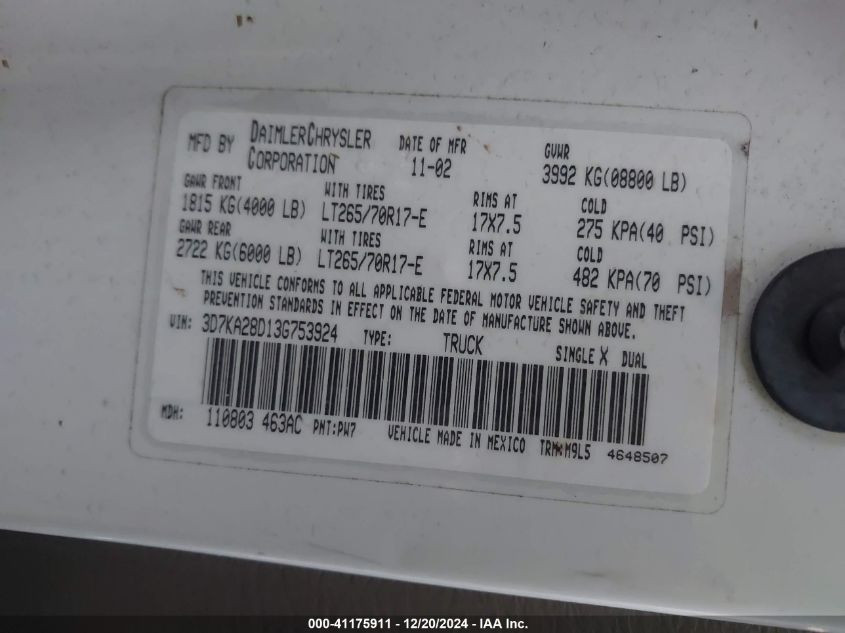 MFD BY DAIMLERCHRYSLER CORPORATION DATE OF MFR 11-02 GVWR 3992 KG(08800 LB)
GAWR FRONT WITH TIRES RIMS AT COLD
1815 KG(4000 LB) LT265/70R17-E 17X7.5 275 KPA(40 PSI)
GAWR REAR WITH TIRES RIMS AT COLD
2722 KG(6000 LB) LT265/70R17-E 17X7.5 482 KPA(70 PSI)
THIS VEHICLE CONFORMS TO ALL APPLICABLE FEDERAL MOTOR VEHICLE SAFETY AND THEFT
PREVENTION STANDARDS IN EFFECT ON THE DATE OF MANUFACTURE SHOWN ABOVE.
VIN: 3D7KA28D13G753924 TYPE: TRUCK SINGLE X DUAL
MDH: 110803 463AC PNT:PW7 VEHICLE MADE IN MEXICO TRM:M9L5 4648507
000-41175911 - 12/20/2024 - IAA Inc.